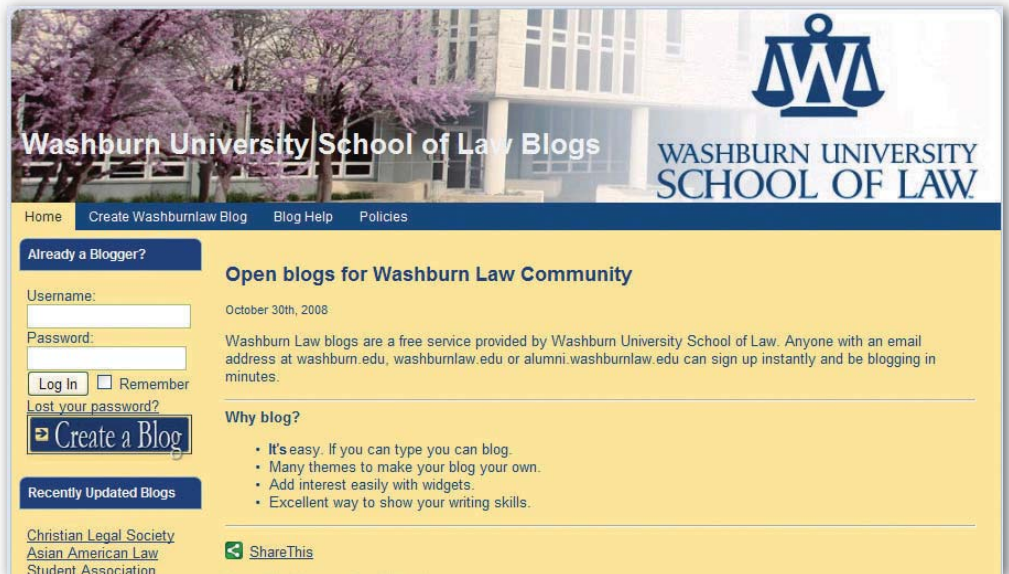 Washburn University School of Law Blogs
WASHBURN UNIVERSITY
SCHOOL OF LAW
Home Create Washburnlaw Blog Blog Help Policies
Already a Blogger?
Username:
Password:
Log In Remember
Lost your password?
Create a Blog
Recently Updated Blogs
Christian Legal Society
Asian American Law
Student Association
Open blogs for Washburn Law Community
October 30th, 2008
Washburn Law blogs are a free service provided by Washburn University School of Law. Anyone with an email
address at washburn.edu, washburnlaw.edu or alumni.washburnlaw.edu can sign up instantly and be blogging in
minutes.
Why blog?
• It's easy. If you can type you can blog.
• Many themes to make your blog your own.
• Add interest easily with widgets.
• Excellent way to show your writing skills.
ShareThis